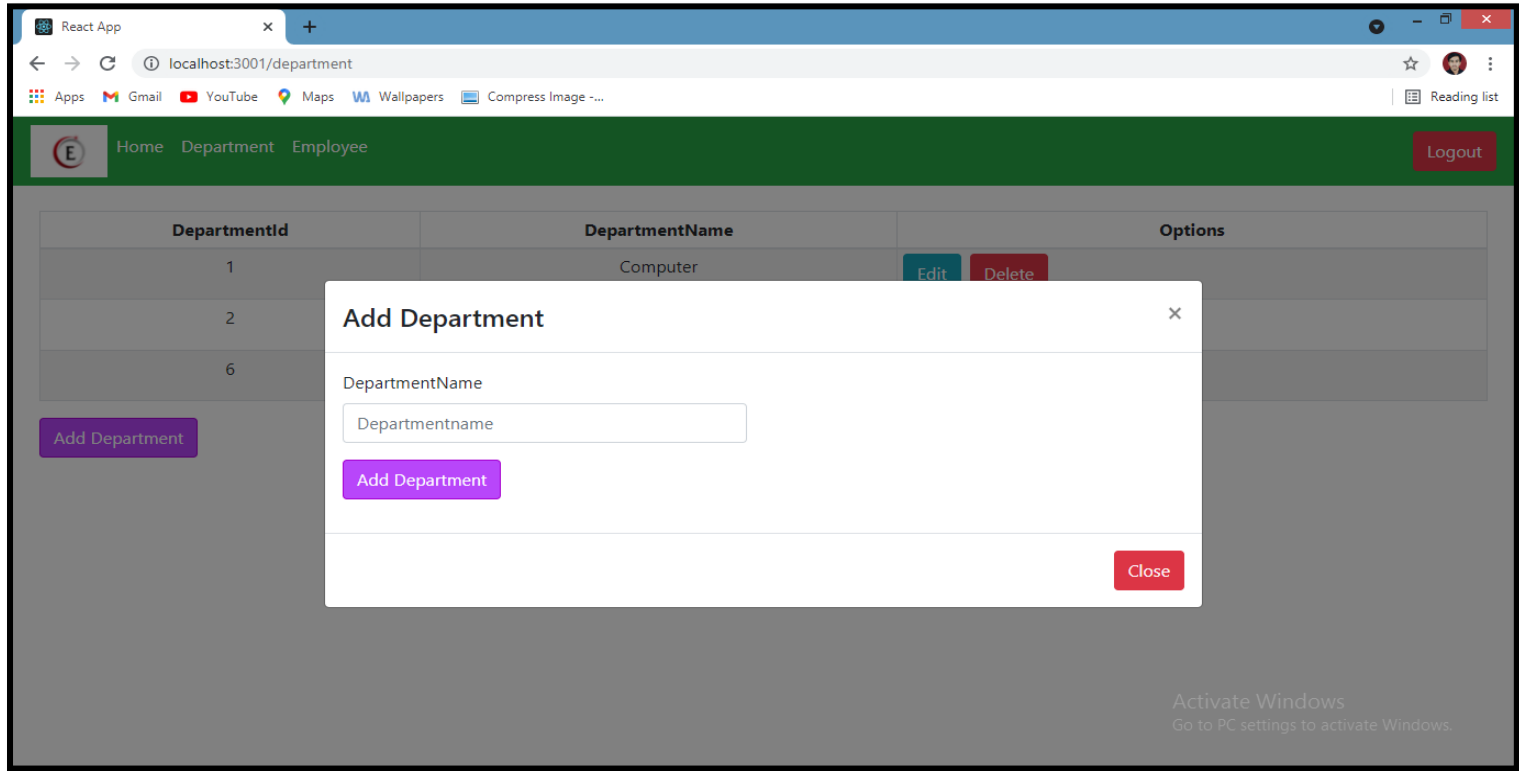 React App
localhost:3001/department
Apps Gmail YouTube Maps Wallpapers Compress Image -... Reading list
E Home Department Employee Logout
DepartmentId DepartmentName Options
1 Computer Edit Delete
2
6
Add Department
Add Department
DepartmentName
Departmentname
Add Department
Close
Activate Windows
Go to PC settings to activate Windows.